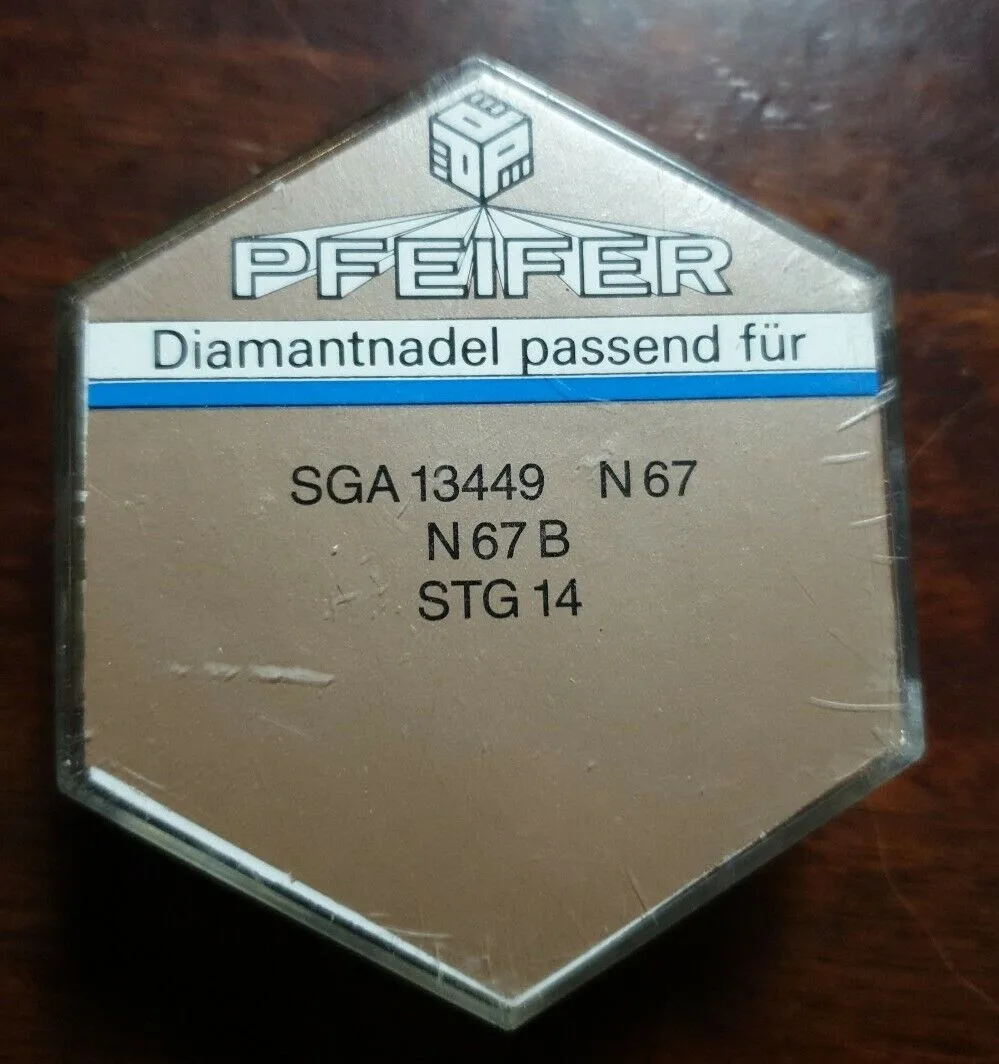 PFEIFER
Diamantnadel passend für
SGA 13449 N 67
N 67 B
STG 14